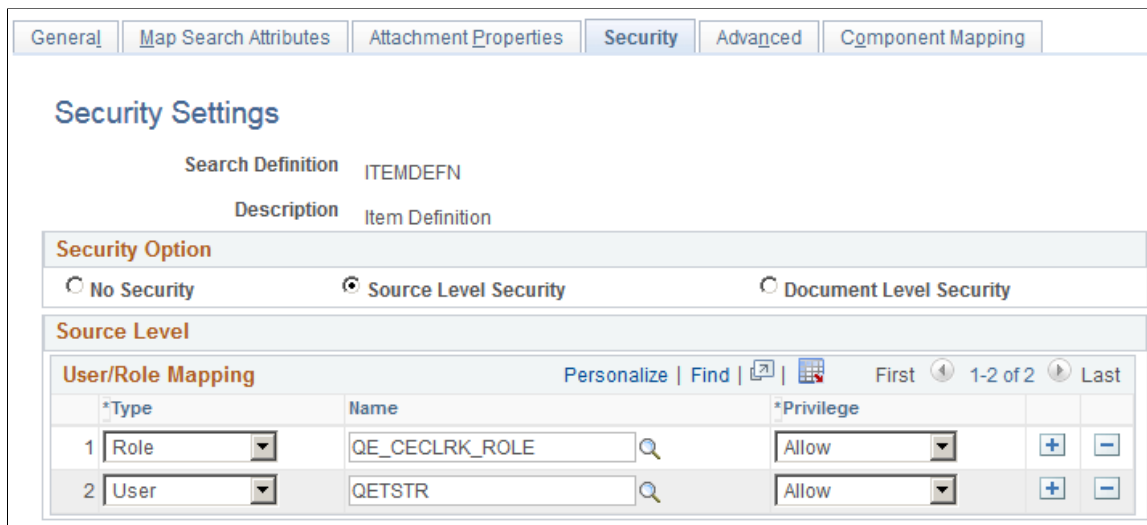 General Map Search Attributes Attachment Properties Security Advanced Component Mapping
Security Settings
Search Definition ITEMDEFN
Description Item Definition
Security Option
No Security Source Level Security Document Level Security
Source Level
User/Role Mapping Personalize | Find | | First 1-2 of 2 Last
*Type Name *Privilege
1 Role QE_CECLRK_ROLE Allow + -
2 User QETSTR Allow + -